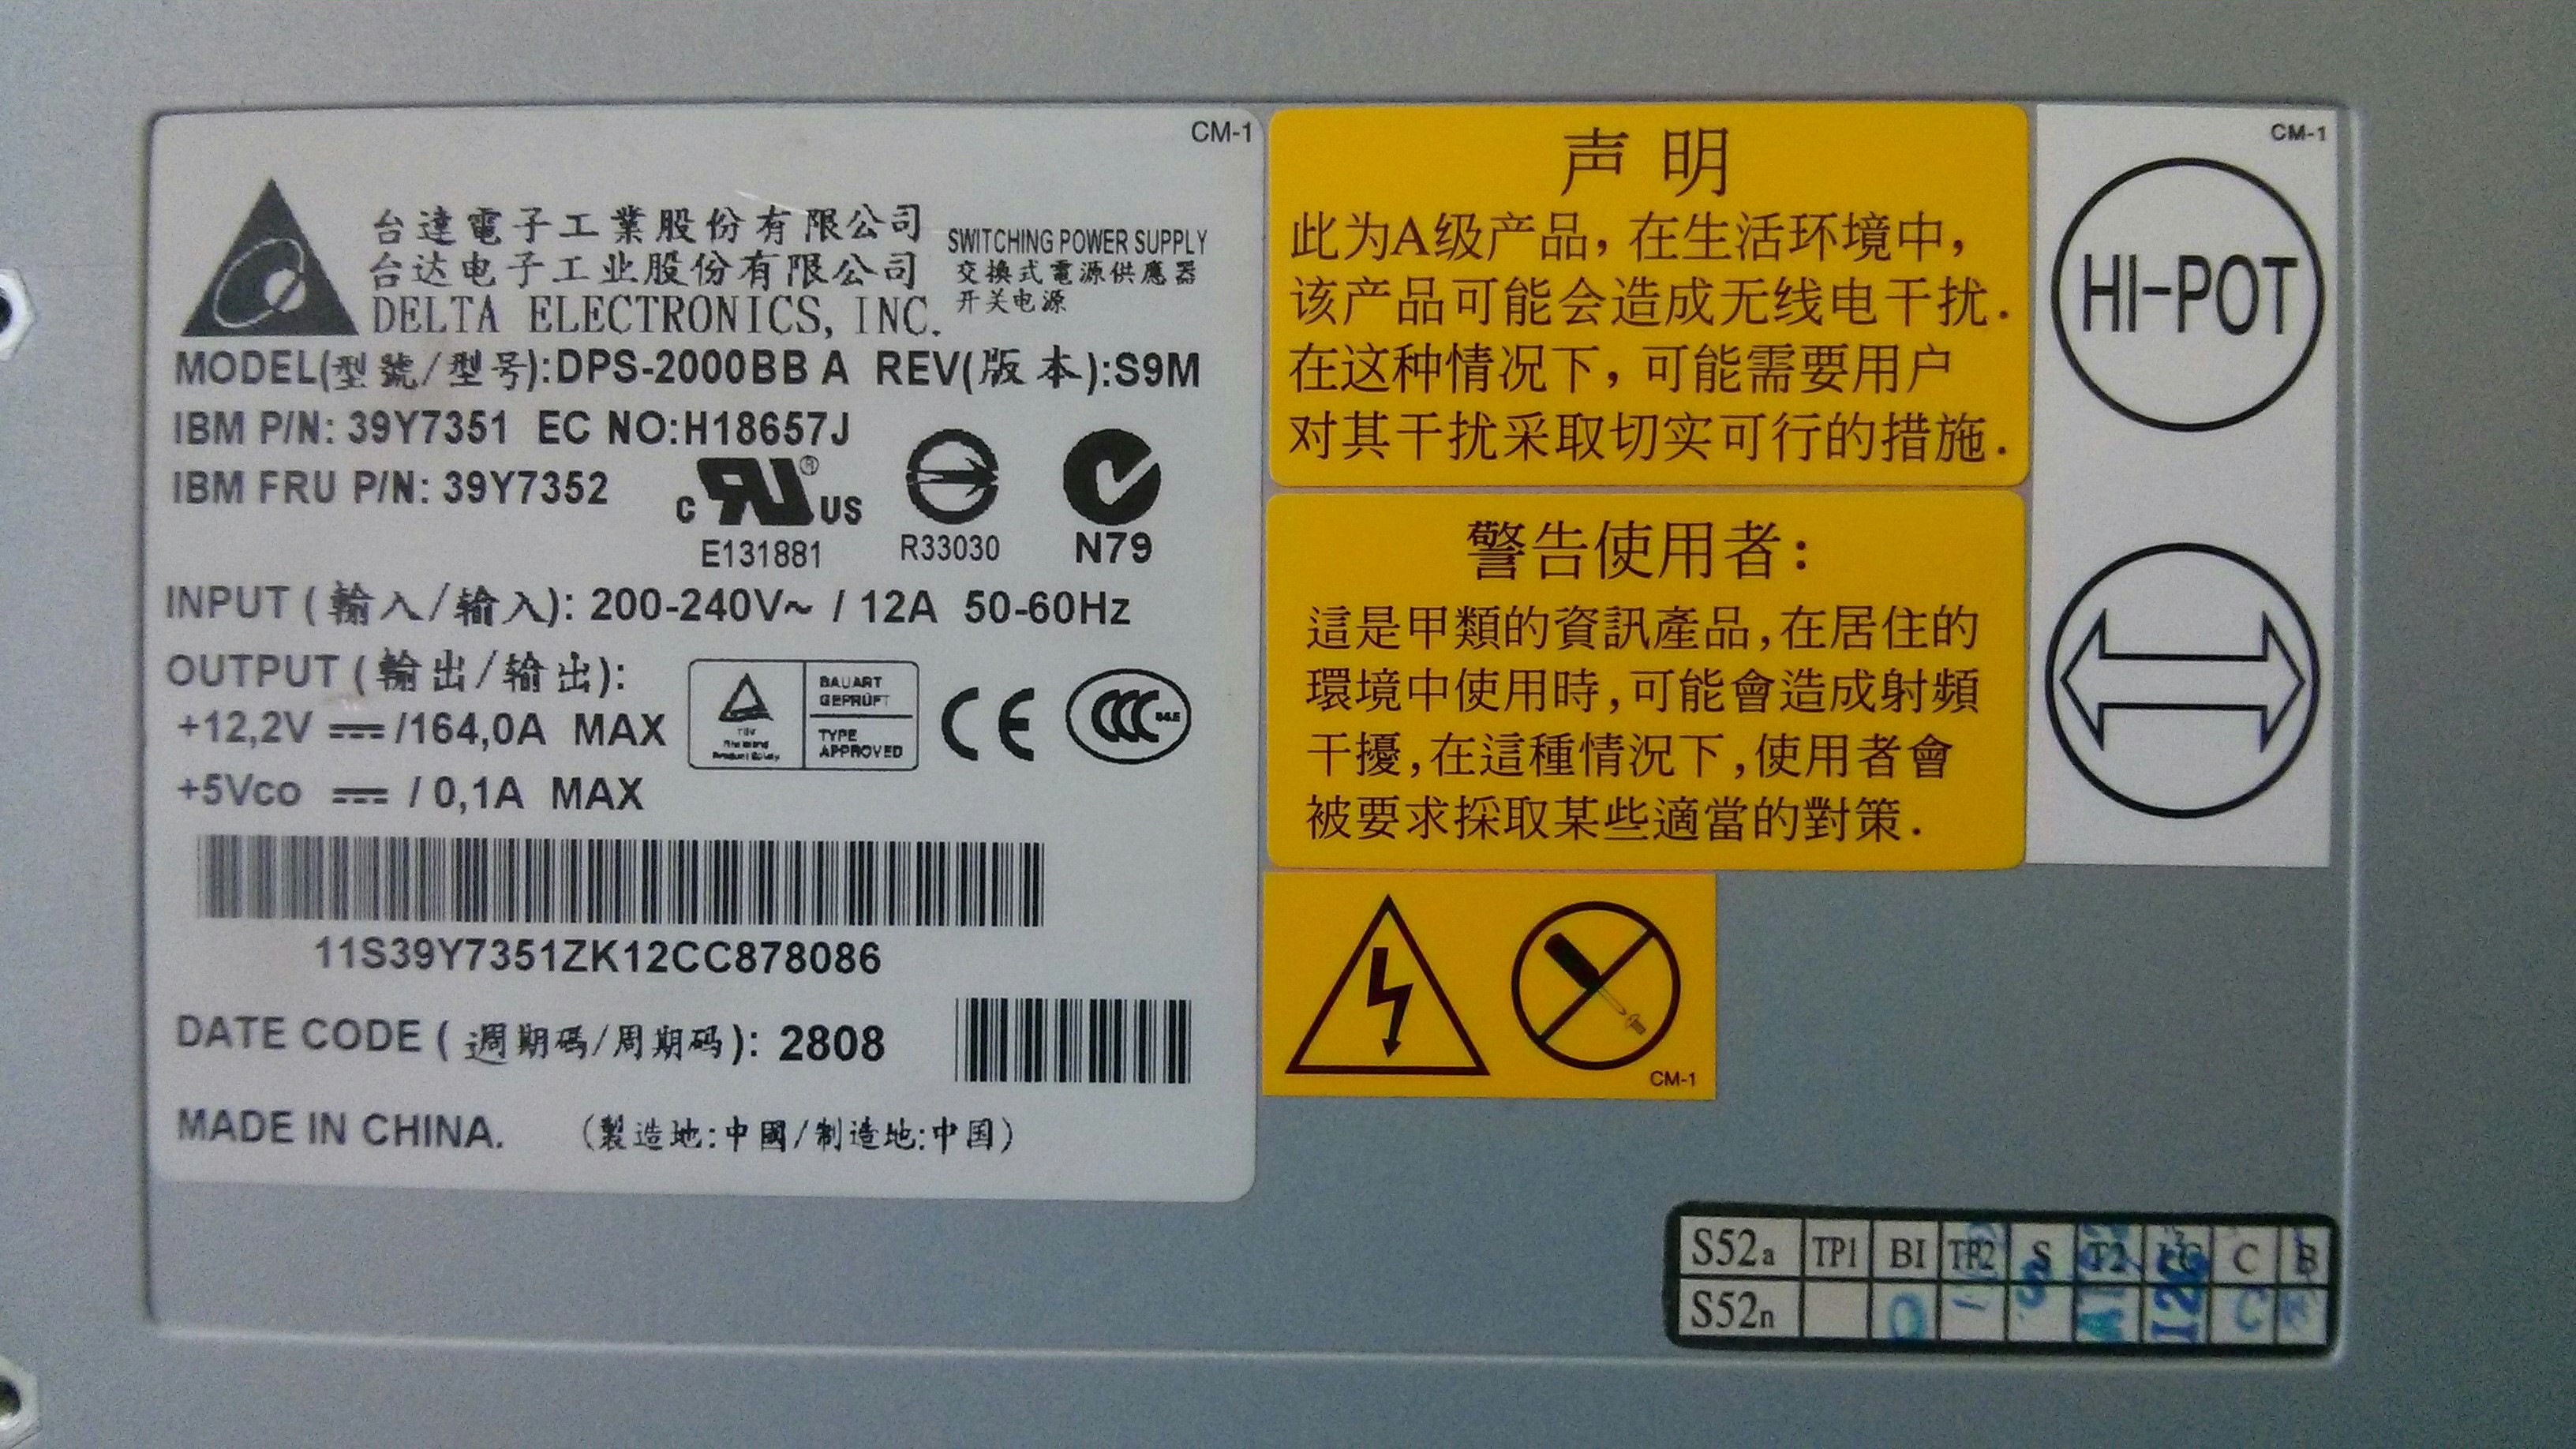 CM-1
台達電子工業股份有限公司
台达电子工业股份有限公司
DELTA ELECTRONICS, INC.
SWITCHING POWER SUPPLY
交換式電源供應器
开关电源
MODEL(型號/型号):DPS-2000BB A REV(版本):S9M
IBM P/N: 39Y7351 EC NO:H18657J
IBM FRU P/N: 39Y7352
C RU® US
E131881
R33030
N79
INPUT (輸入/输入): 200-240V~ / 12A 50-60Hz
OUTPUT (輸出/输出):
+12,2V ⎓ /164,0A MAX
+5Vco ⎓ / 0,1A MAX
BAUART
GEPRÜFT
TYPE
APPROVED
CE
CCC
11S39Y7351ZK12CC878086
DATE CODE (週期碼/周期码): 2808
MADE IN CHINA. (製造地:中國/制造地:中国)
声明
此为A级产品,在生活环境中,
该产品可能会造成无线电干扰.
在这种情况下,可能需要用户
对其干扰采取切实可行的措施.
警告使用者:
這是甲類的資訊產品,在居住的
環境中使用時,可能會造成射頻
干擾,在這種情況下,使用者會
被要求採取某些適當的對策.
CM-1
CM-1
HI-POT
S52a TP1 BI TP2 S T2 C B
S52n